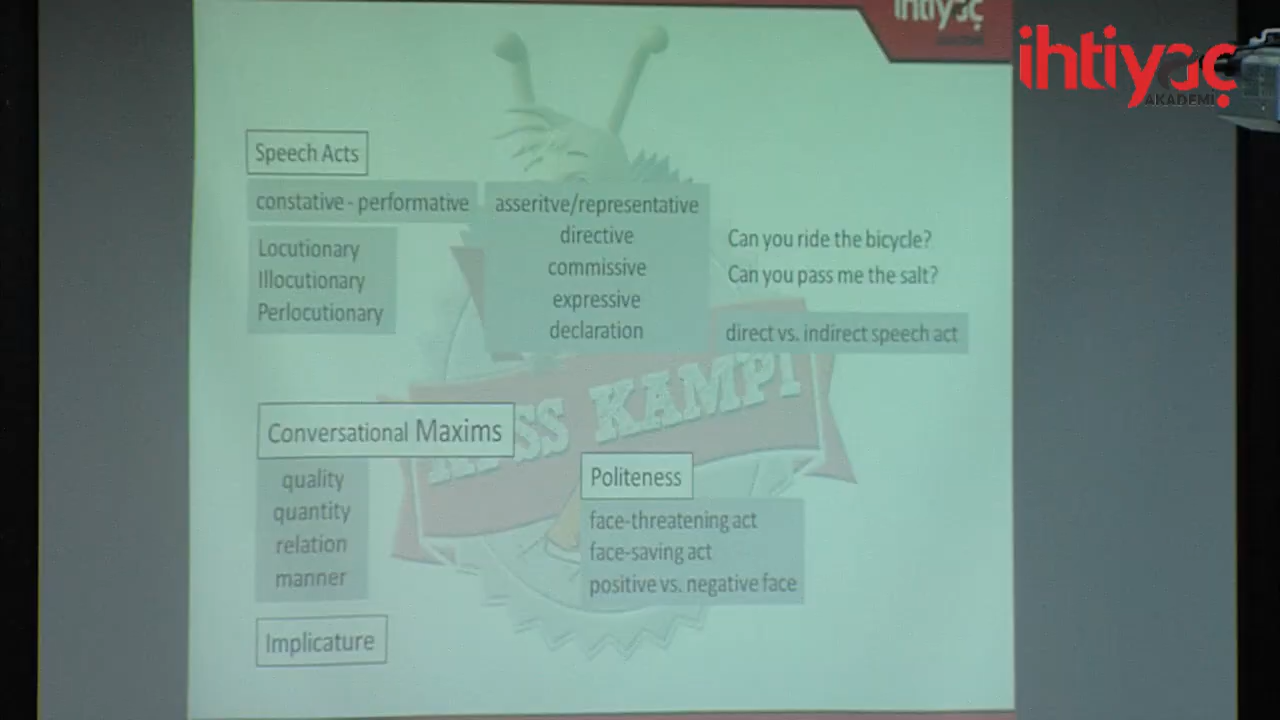 ihtiyaç
ihtiyaç
AKADEMİ
Speech Acts
constative - performative
Locutionary
Illocutionary
Perlocutionary
asseritve/representative
directive
commissive
expressive
declaration
Can you ride the bicycle?
Can you pass me the salt?
direct vs. indirect speech act
KAMPI
Conversational Maxims
quality
quantity
relation
manner
Politeness
face-threatening act
face-saving act
positive vs. negative face
Implicature